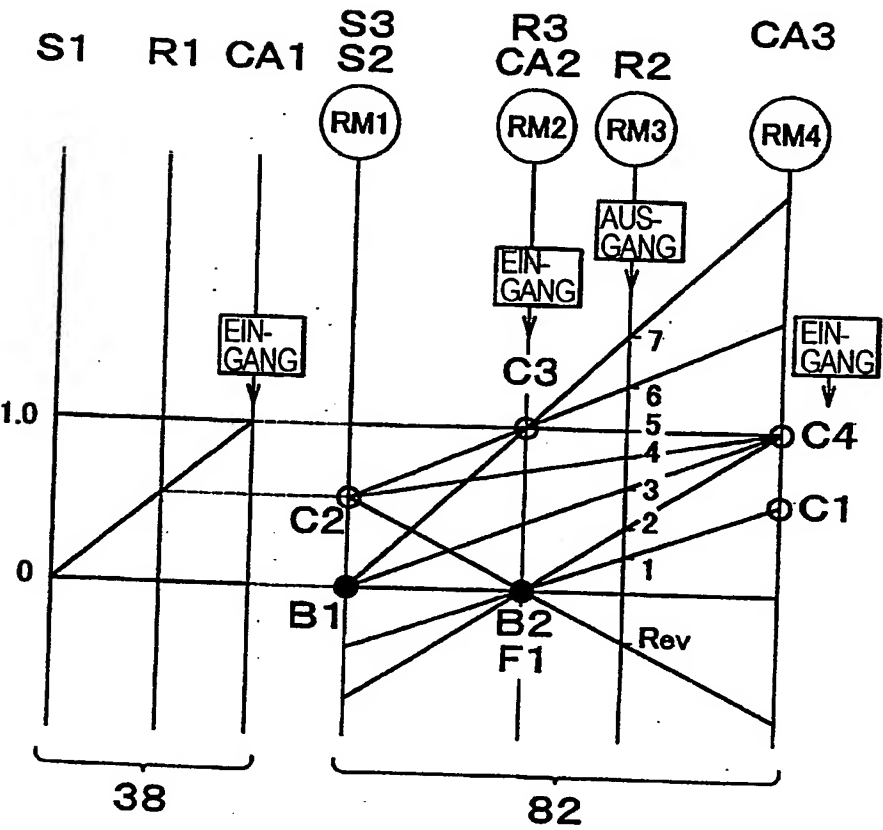 S1
R1
CA1
S3
S2
R3
CA2
R2
CA3
RM1
RM2
RM3
RM4
AUS-
GANG
EIN-
GANG
EIN-
GANG
EIN-
GANG
7
C3
6
1.0
5
C4
4
3
C2
C1
2
0
1
B1
B2
F1
Rev
38
82